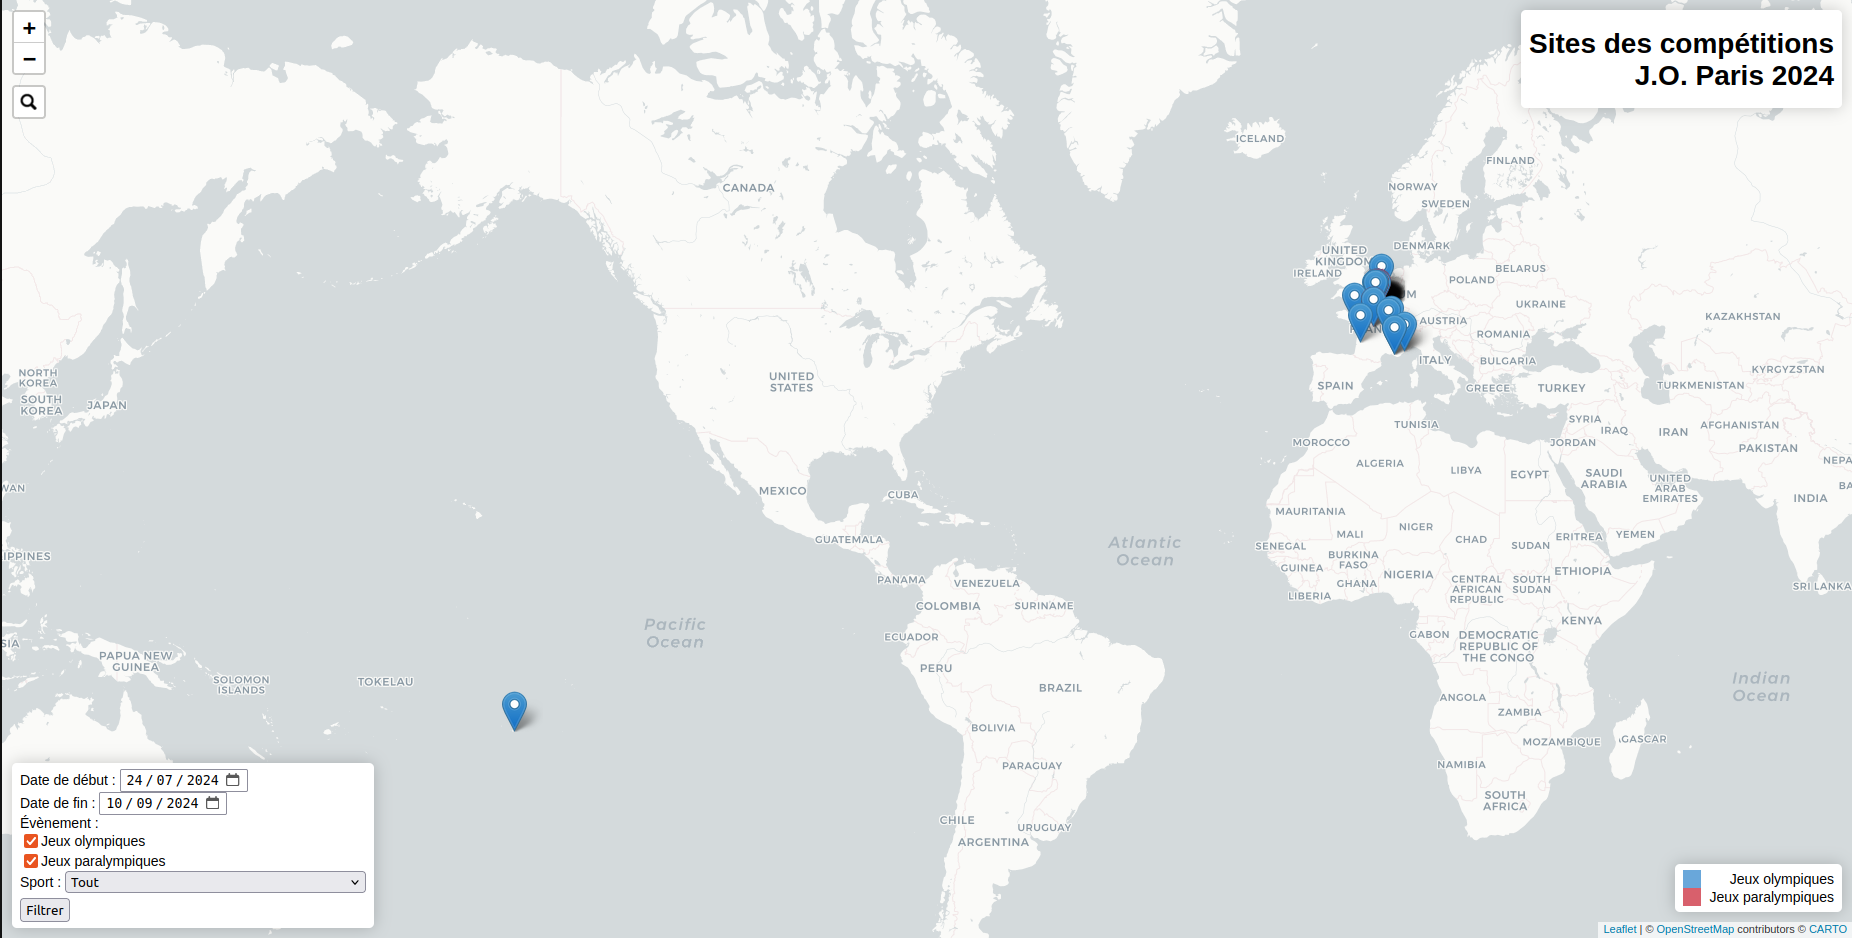 +
−
Sites des compétitions
J.O. Paris 2024
ICELAND
FINLAND
NORWAY
SWEDEN
CANADA
DENMARK
UNITED
KINGDOM
IRELAND
BELARUS
POLAND
UKRAINE
KAZAKHSTAN
AUSTRIA
ROMANIA
ITALY
BULGARIA
KYRGYZSTAN
NORTH
KOREA
SOUTH
KOREA
JAPAN
UNITED
STATES
SPAIN
GREECE
TURKEY
TURKMENISTAN
SYRIA
IRAQ
IRAN
AFGHANISTAN
TUNISIA
MOROCCO
JORDAN
PAKISTAN
ALGERIA
LIBYA
EGYPT
SAUDI
ARABIA
UNITED
ARAB
EMIRATES
NEPA
BA
INDIA
WAN
MEXICO
CUBA
MAURITANIA
NIGER
MALI
CHAD
SUDAN
ERITREA
YEMEN
GUATEMALA
Atlantic
Ocean
SENEGAL
BURKINA
FASO
GUINEA
GHANA
NIGERIA
CENTRAL
AFRICAN
REPUBLIC
SOUTH
SUDAN
ETHIOPIA
IPPINES
PANAMA
VENEZUELA
LIBERIA
SRI LANKA
COLOMBIA
SURINAME
KENYA
Pacific
Ocean
ECUADOR
GABON
DEMOCRATIC
REPUBLIC OF
THE CONGO
SIA
PAPUA NEW
GUINEA
PERU
SOLOMON
ISLANDS
TOKELAU
BRAZIL
ANGOLA
ZAMBIA
Indian
Ocean
BOLIVIA
MOZAMBIQUE
GASCAR
PARAGUAY
NAMIBIA
SOUTH
AFRICA
CHILE
URUGUAY
ARGENTINA
Date de début : 24/07/2024
Date de fin : 10/09/2024
Évènement :
Jeux olympiques
Jeux paralympiques
Sport : Tout
Filtrer
Jeux olympiques
Jeux paralympiques
Leaflet | © OpenStreetMap contributors © CARTO